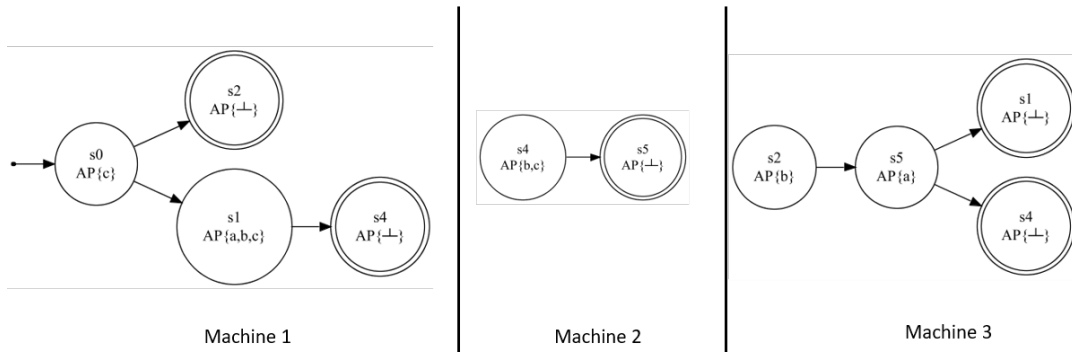 s2
AP{⊥}
s0
AP{c}
s1
AP{a,b,c}
s4
AP{⊥}
Machine 1
s4
AP{b,c}
s5
AP{⊥}
Machine 2
s1
AP{⊥}
s2
AP{b}
s5
AP{a}
s4
AP{⊥}
Machine 3